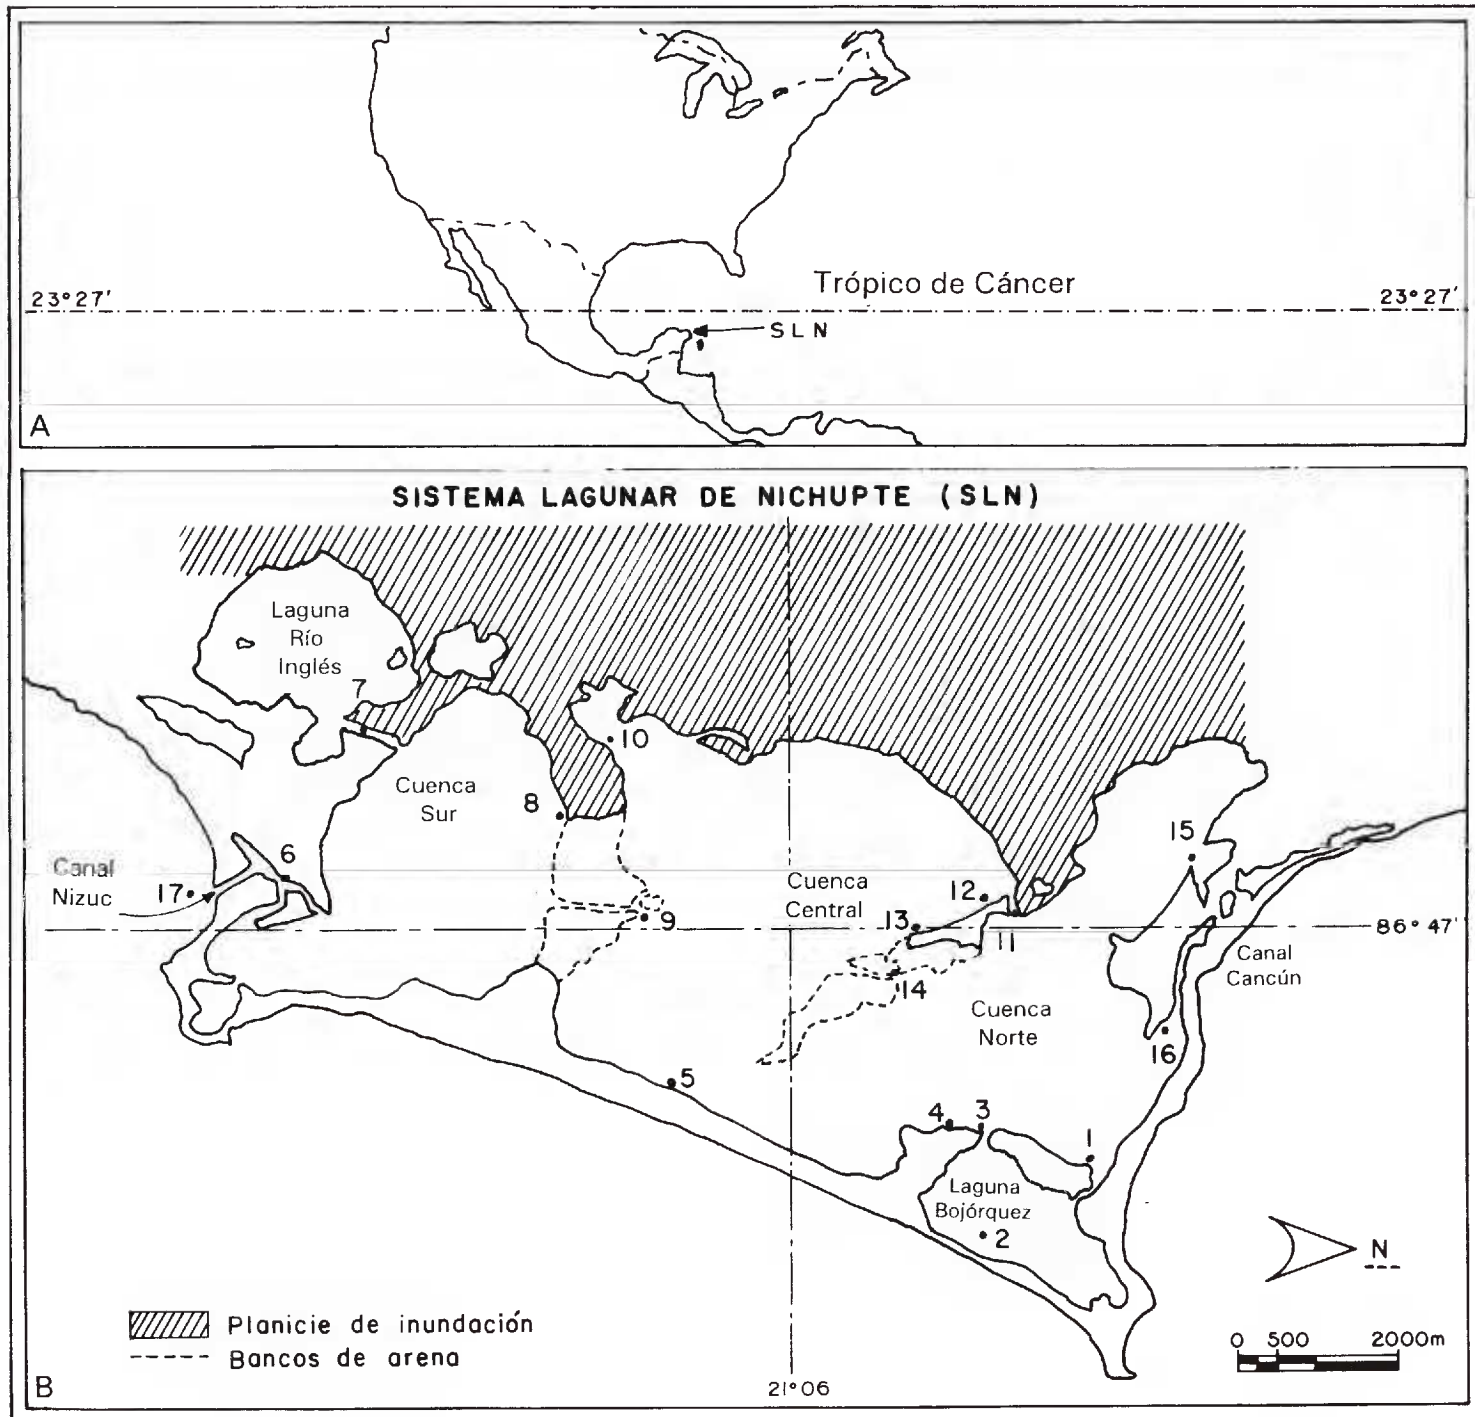 Trópico de Cáncer
23°27'
23°27'
SLN
A
SISTEMA LAGUNAR DE NICHUPTE (SLN)
Laguna
Río
Inglés
7
10
Cuenca
Sur
8
6
Canal
Nizuc
17
9
Cuenca
Central
12
13
11
14
15
86°47'
Canal
Cancún
Cuenca
Norte
16
5
4
3
1
Laguna
Bojórquez
2
N
Planicie de inundación
Bancos de arena
0 500 2000m
B
21°06